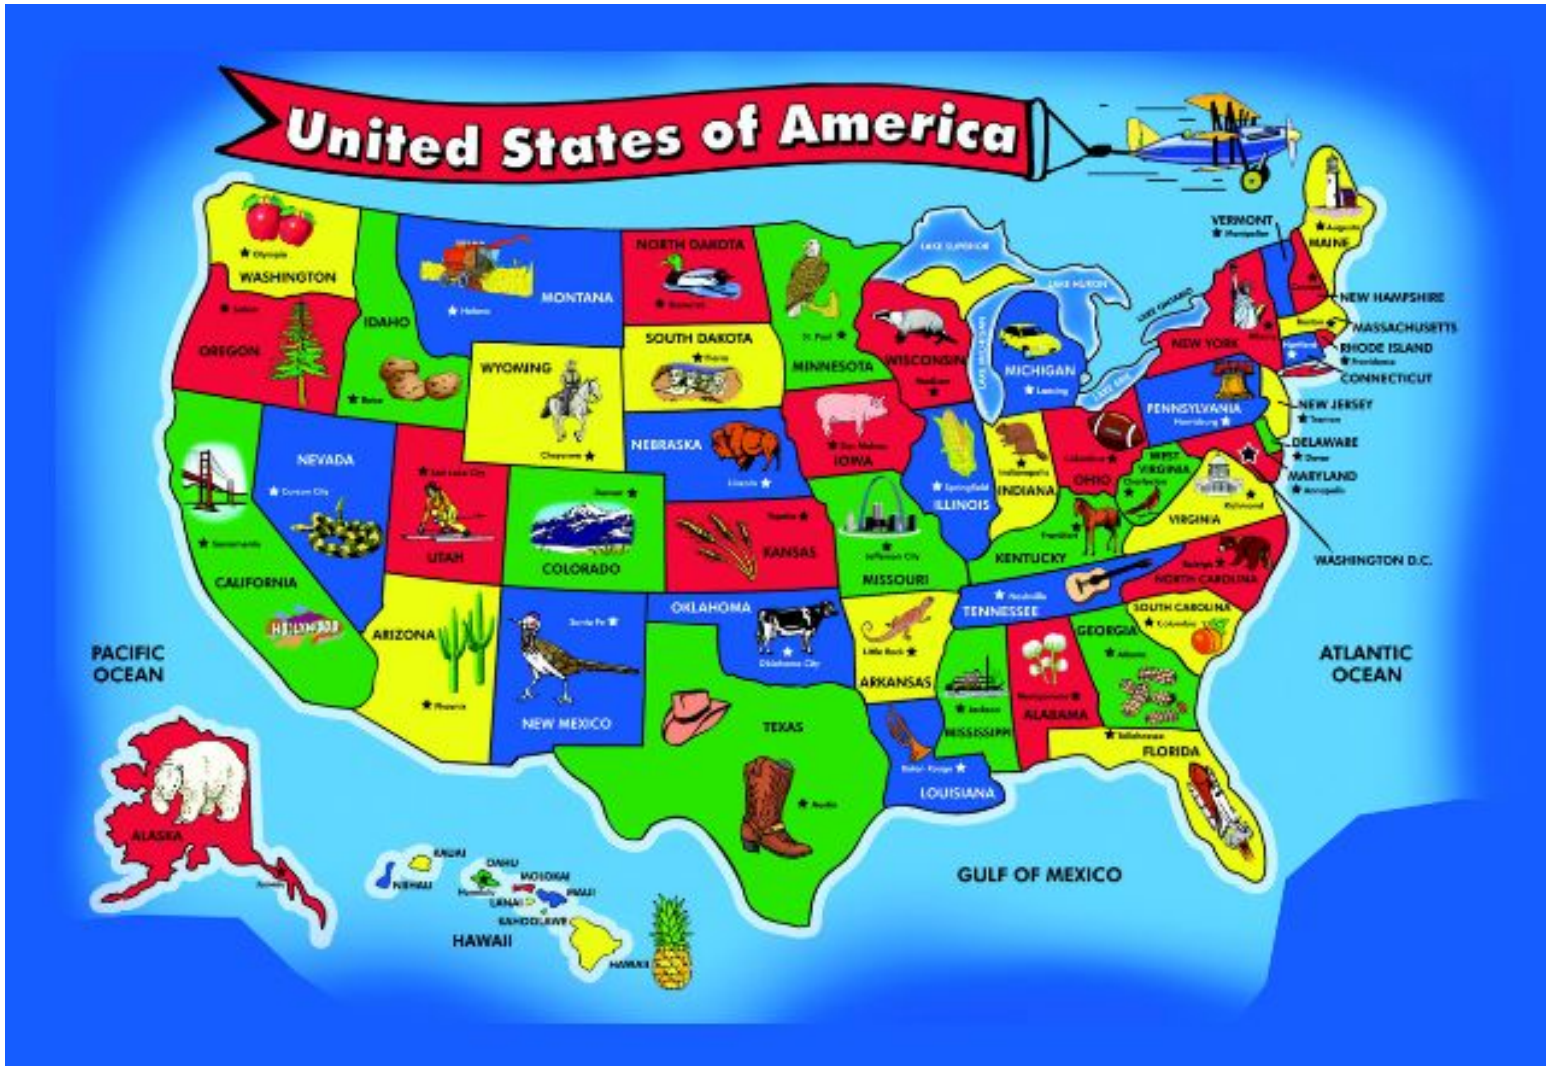 United States of America
WASHINGTON
Olympia
OREGON
Salem
IDAHO
Boise
MONTANA
Helena
NORTH DAKOTA
Bismarck
SOUTH DAKOTA
Pierre
WYOMING
Cheyenne
NEBRASKA
Lincoln
MINNESOTA
St. Paul
WISCONSIN
Madison
LAKE SUPERIOR
LAKE HURON
LAKE MICHIGAN
LAKE ERIE
LAKE ONTARIO
MICHIGAN
Lansing
IOWA
Des Moines
ILLINOIS
Springfield
INDIANA
Indianapolis
OHIO
Columbus
PENNSYLVANIA
Harrisburg
NEW YORK
Albany
VERMONT
Montpelier
MAINE
Augusta
NEW HAMPSHIRE
Concord
MASSACHUSETTS
Boston
RHODE ISLAND
Providence
CONNECTICUT
Hartford
NEW JERSEY
Trenton
DELAWARE
Dover
MARYLAND
Annapolis
WASHINGTON D.C.
WEST
VIRGINIA
Charleston
VIRGINIA
Richmond
KENTUCKY
Frankfort
TENNESSEE
Nashville
NORTH CAROLINA
Raleigh
SOUTH CAROLINA
Columbia
GEORGIA
Atlanta
ALABAMA
Montgomery
MISSISSIPPI
Jackson
FLORIDA
Tallahassee
LOUISIANA
Baton Rouge
ARKANSAS
Little Rock
MISSOURI
Jefferson City
KANSAS
Topeka
OKLAHOMA
Oklahoma City
TEXAS
Austin
NEW MEXICO
Santa Fe
COLORADO
Denver
UTAH
Salt Lake City
NEVADA
Carson City
CALIFORNIA
Sacramento
HOLLYWOOD
ARIZONA
Phoenix
PACIFIC
OCEAN
ATLANTIC
OCEAN
GULF OF MEXICO
ALASKA
Juneau
KAUAI
NIIHAU
OAHU
Honolulu
MOLOKAI
LANAI
MAUI
KAHOOLAWE
HAWAII
HAWAII